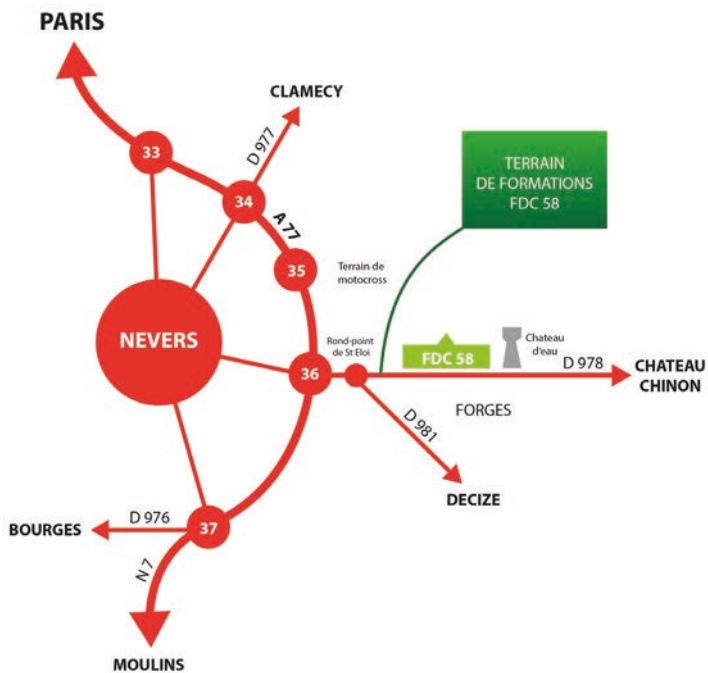 PARIS
CLAMECY
D 977
33
34
A 77
TERRAIN
DE FORMATIONS
FDC 58
35
Terrain de
motocross
NEVERS
Rond-point
de St Eloi
FDC 58
Chateau
d'eau
36
D 978
CHATEAU
CHINON
FORGES
D 981
DECIZE
BOURGES
D 976
37
N 7
MOULINS